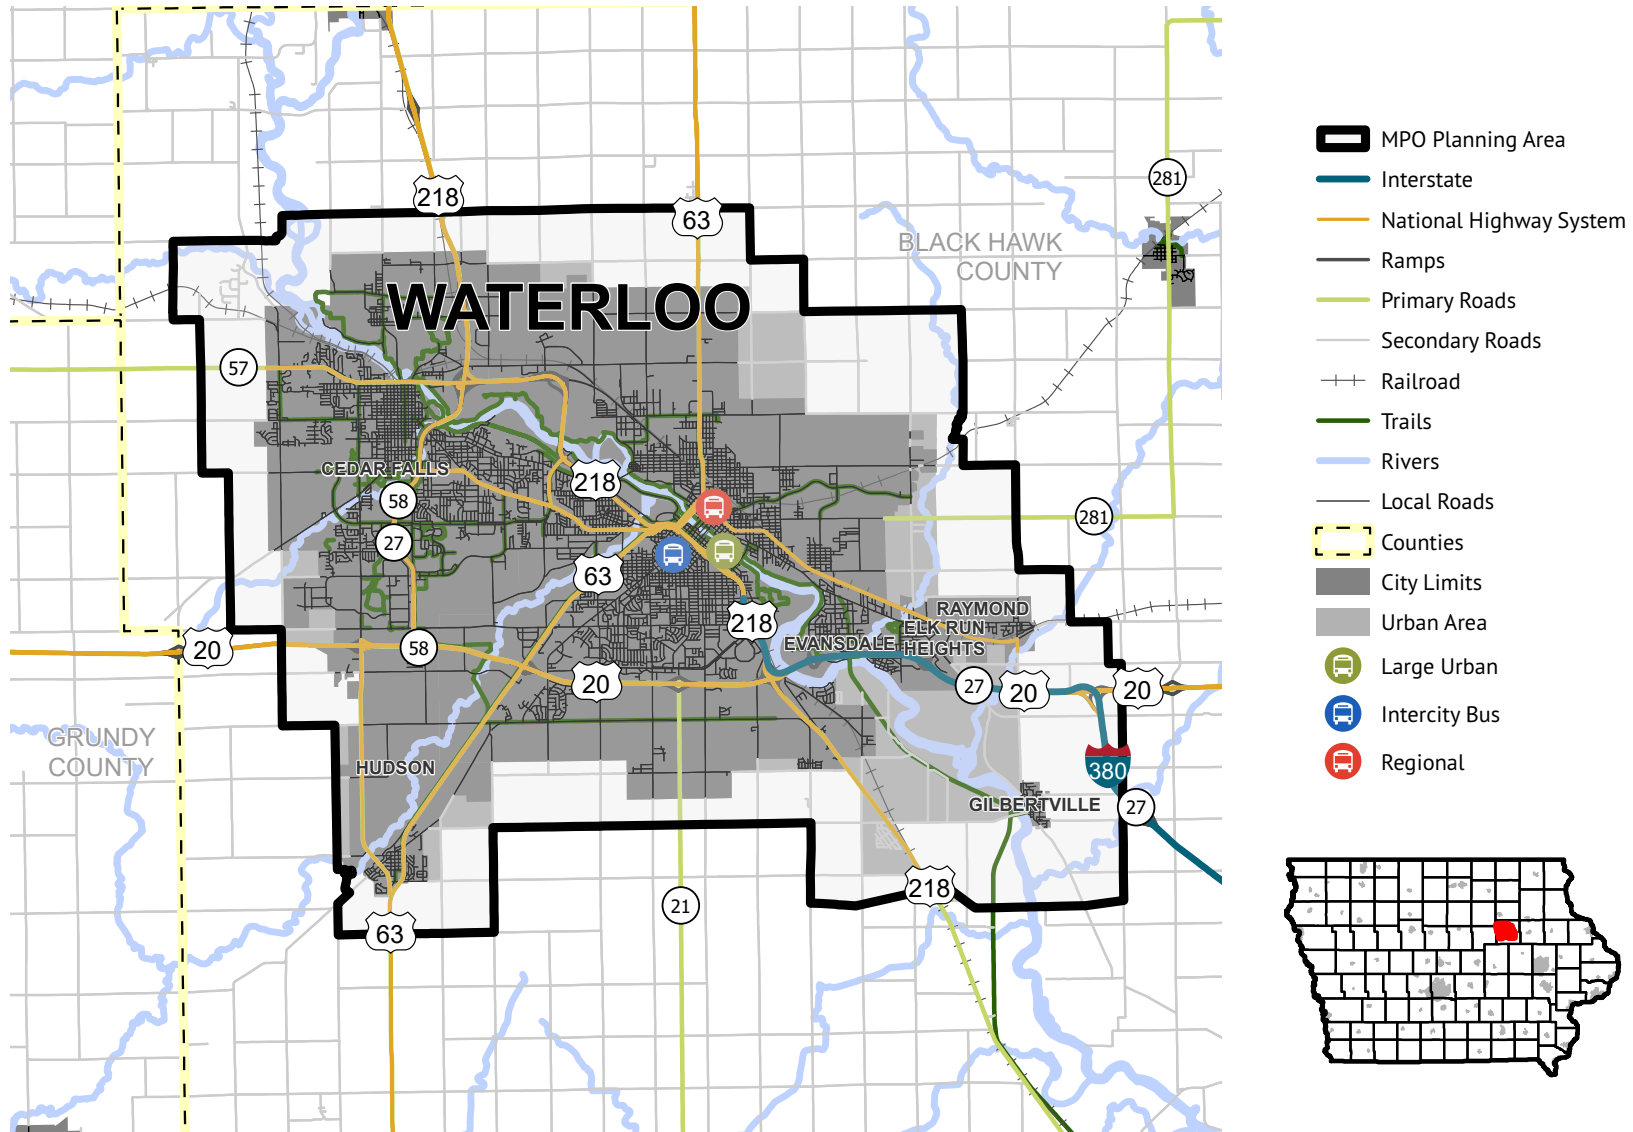 218
63
281
BLACK HAWK
COUNTY
WATERLOO
57
CEDAR FALLS
218
58
281
27
63
RAYMOND
218
ELK RUN
HEIGHTS
EVANSDALE
20
58
20
27
20
20
GRUNDY
COUNTY
HUDSON
380
GILBERTVILLE
27
218
21
63
MPO Planning Area
Interstate
National Highway System
Ramps
Primary Roads
Secondary Roads
Railroad
Trails
Rivers
Local Roads
Counties
City Limits
Urban Area
Large Urban
Intercity Bus
Regional